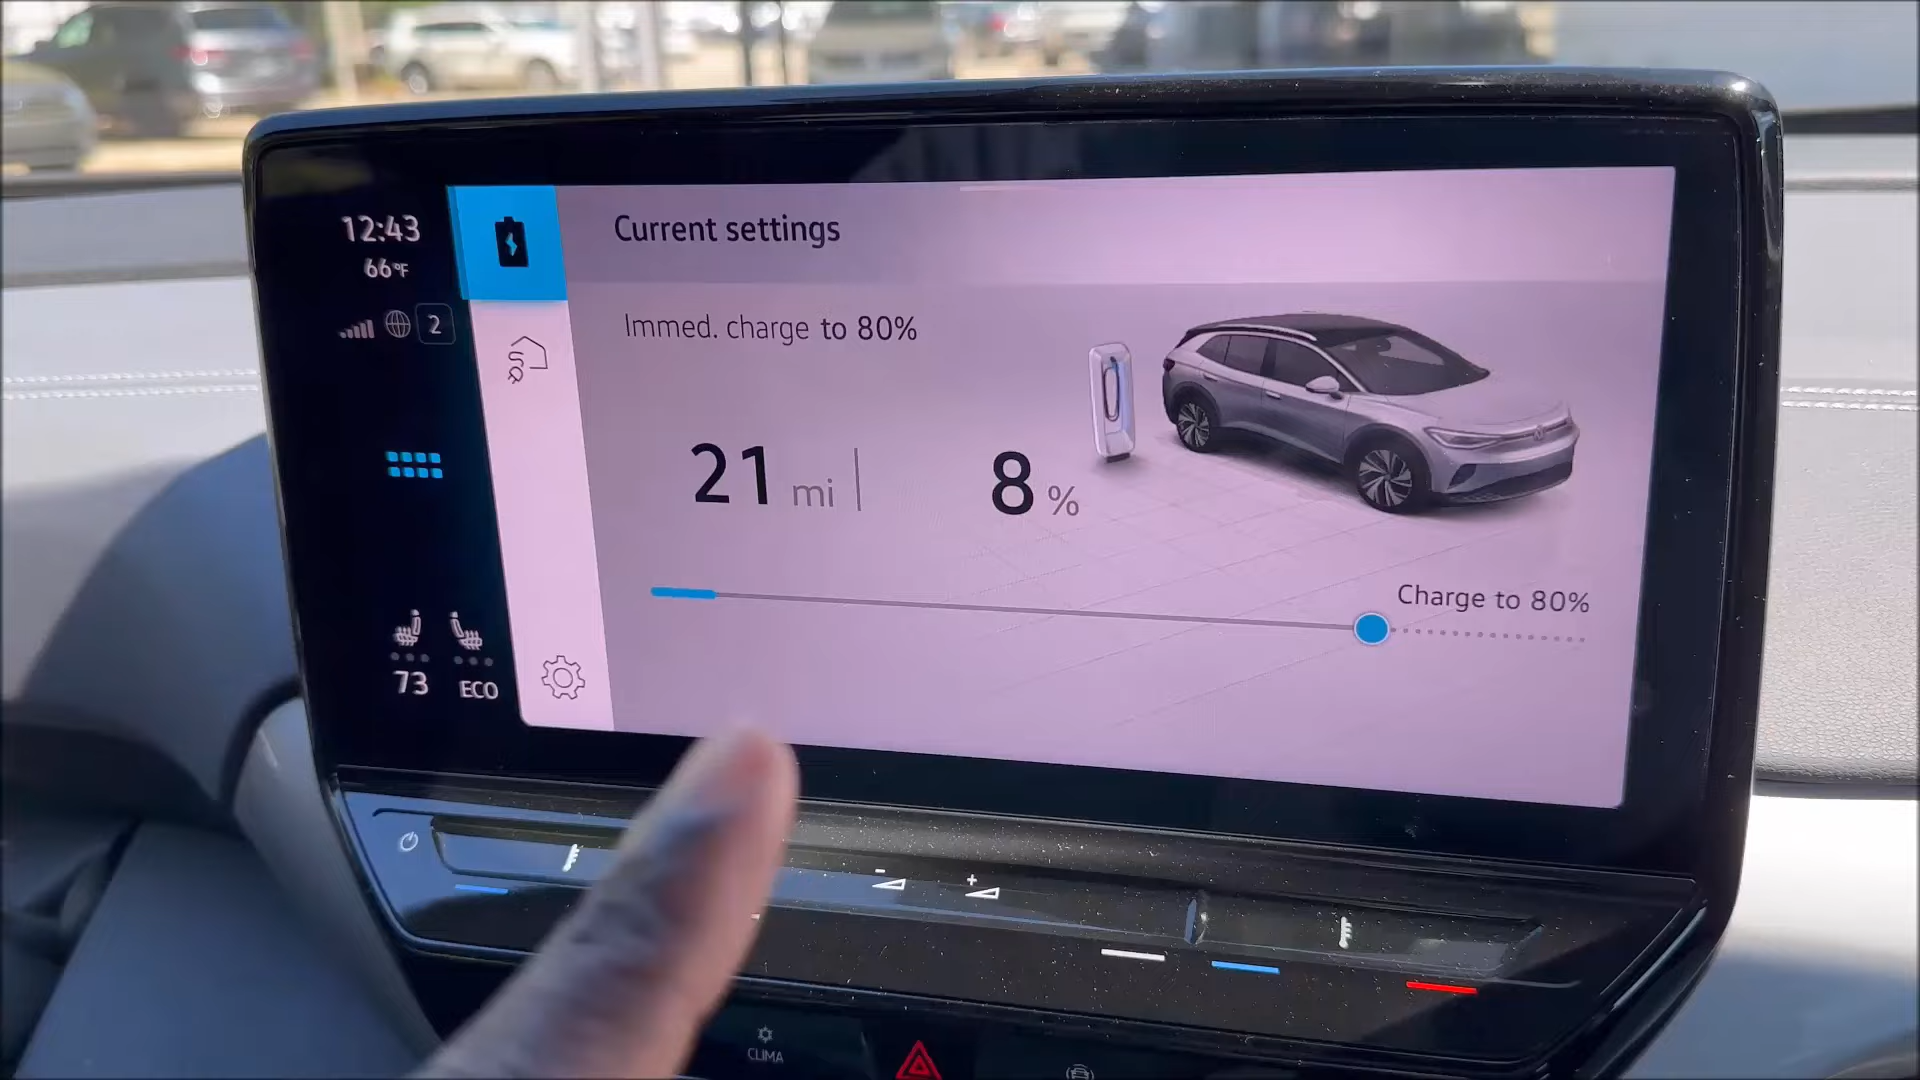 12:43
66°F
2
Current settings
Immed. charge to 80%
21 mi
8 %
Charge to 80%
73
ECO
- +
CLIMA